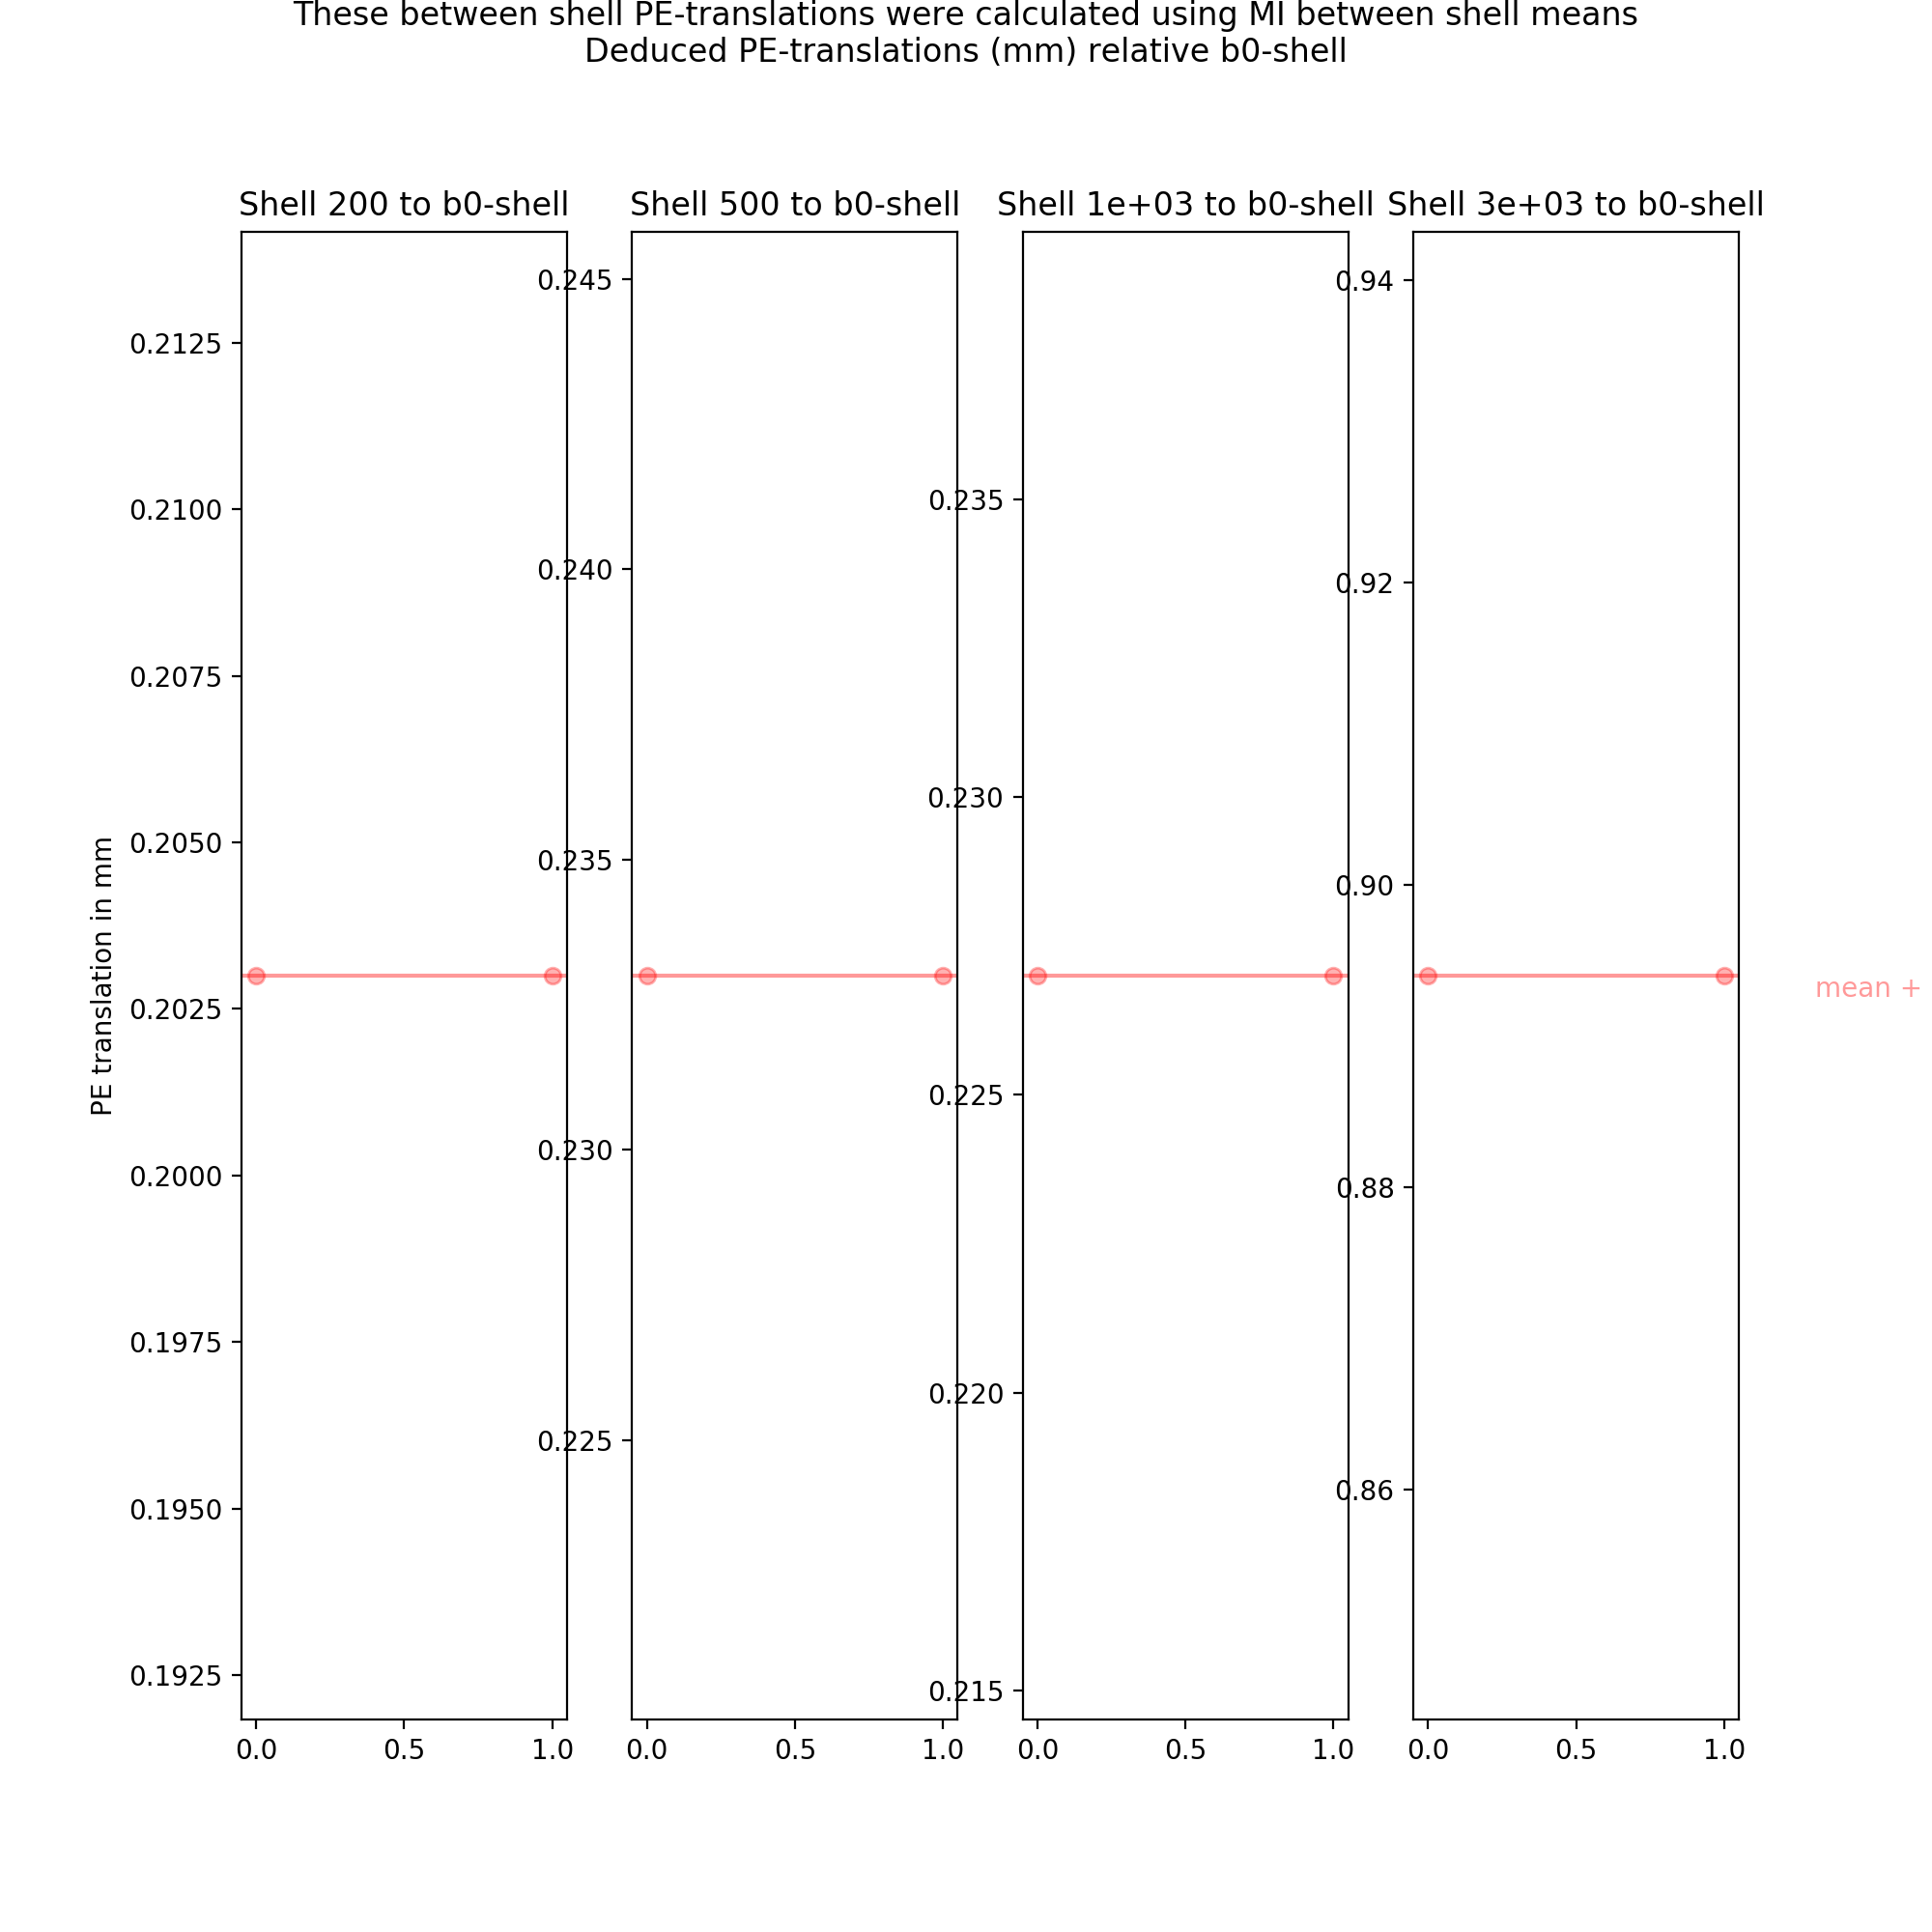 These between shell PE-translations were calculated using MI between shell means
Deduced PE-translations (mm) relative b0-shell
Shell 200 to b0-shell
Shell 500 to b0-shell
Shell 1e+03 to b0-shell
Shell 3e+03 to b0-shell
PE translation in mm
0.2125
0.2100
0.2075
0.2050
0.2025
0.2000
0.1975
0.1950
0.1925
0.0 0.5 1.0
0.245
0.240
0.235
0.230
0.225
0.0 0.5 1.0
0.235
0.230
0.225
0.220
0.215
0.0 0.5 1.0
0.94
0.92
0.90
0.88
0.86
0.0 0.5 1.0
mean +